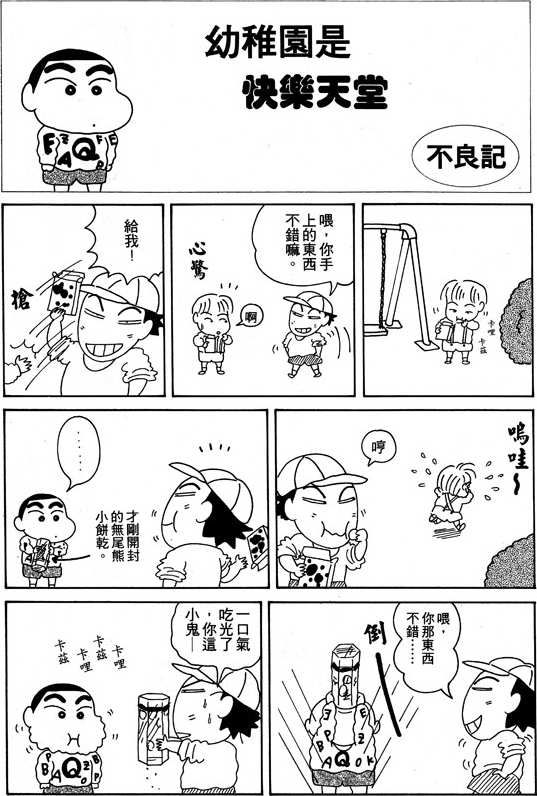 幼稚園是
快樂天堂
不良記
喂，你手
上的東西
不錯嘛。
卡
哩
卡
茲
心驚
啊
給我！
搶
嗚哇～
哼
才剛開封
的無尾熊
小餅乾。
………
喂，
你那東西
不錯……
倒
一口氣
吃光了
，你這
小鬼—
卡哩
卡茲
卡哩
卡茲